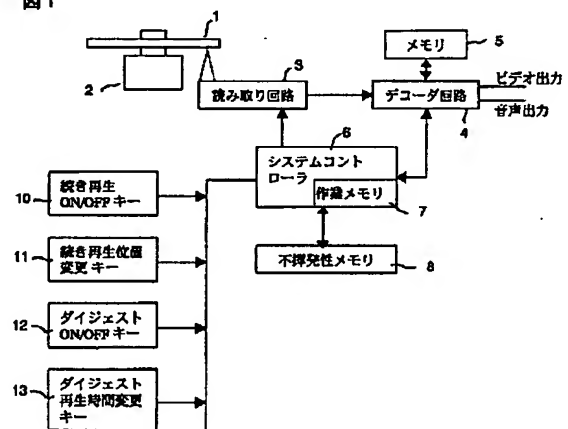 図1
1
2
3
読み取り回路
メモリ
5
デコーダ回路
4
ビデオ出力
音声出力
6
システムコント
ローラ
作業メモリ
7
不揮発性メモリ
8
10
続き再生
ON/OFFキー
11
続き再生位置
変更キー
12
ダイジェスト
ON/OFFキー
13
ダイジェスト
再生時間変更
キー